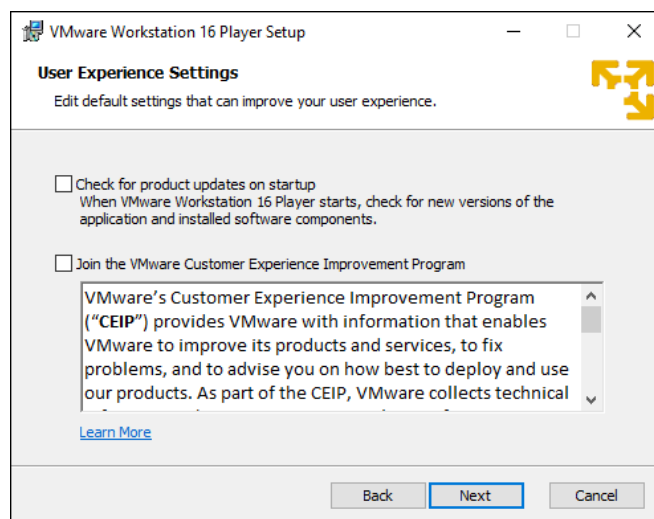 VMware Workstation 16 Player Setup
User Experience Settings
Edit default settings that can improve your user experience.
Check for product updates on startup
When VMware Workstation 16 Player starts, check for new versions of the
application and installed software components.
Join the VMware Customer Experience Improvement Program
VMware's Customer Experience Improvement Program
("CEIP") provides VMware with information that enables
VMware to improve its products and services, to fix
problems, and to advise you on how best to deploy and use
our products. As part of the CEIP, VMware collects technical
Learn More
Back Next Cancel